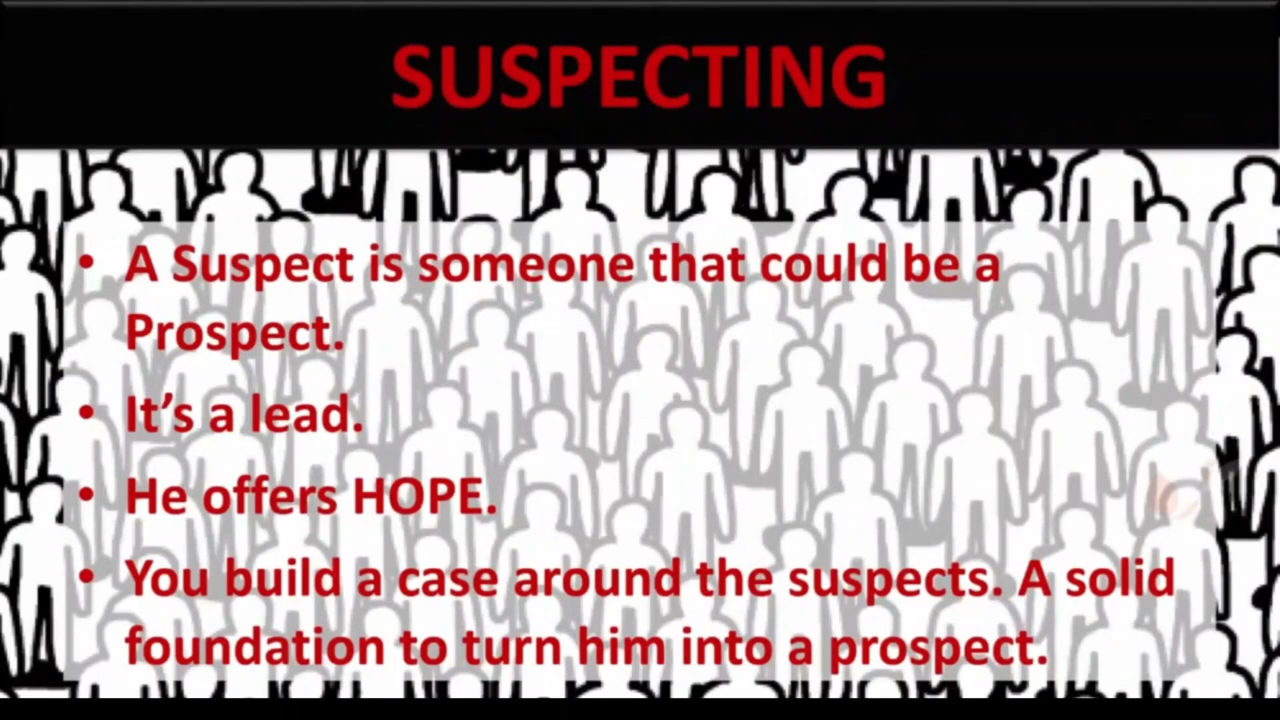 SUSPECTING
• A Suspect is someone that could be a
Prospect.
• It’s a lead.
• He offers HOPE.
• You build a case around the suspects. A solid
foundation to turn him into a prospect.